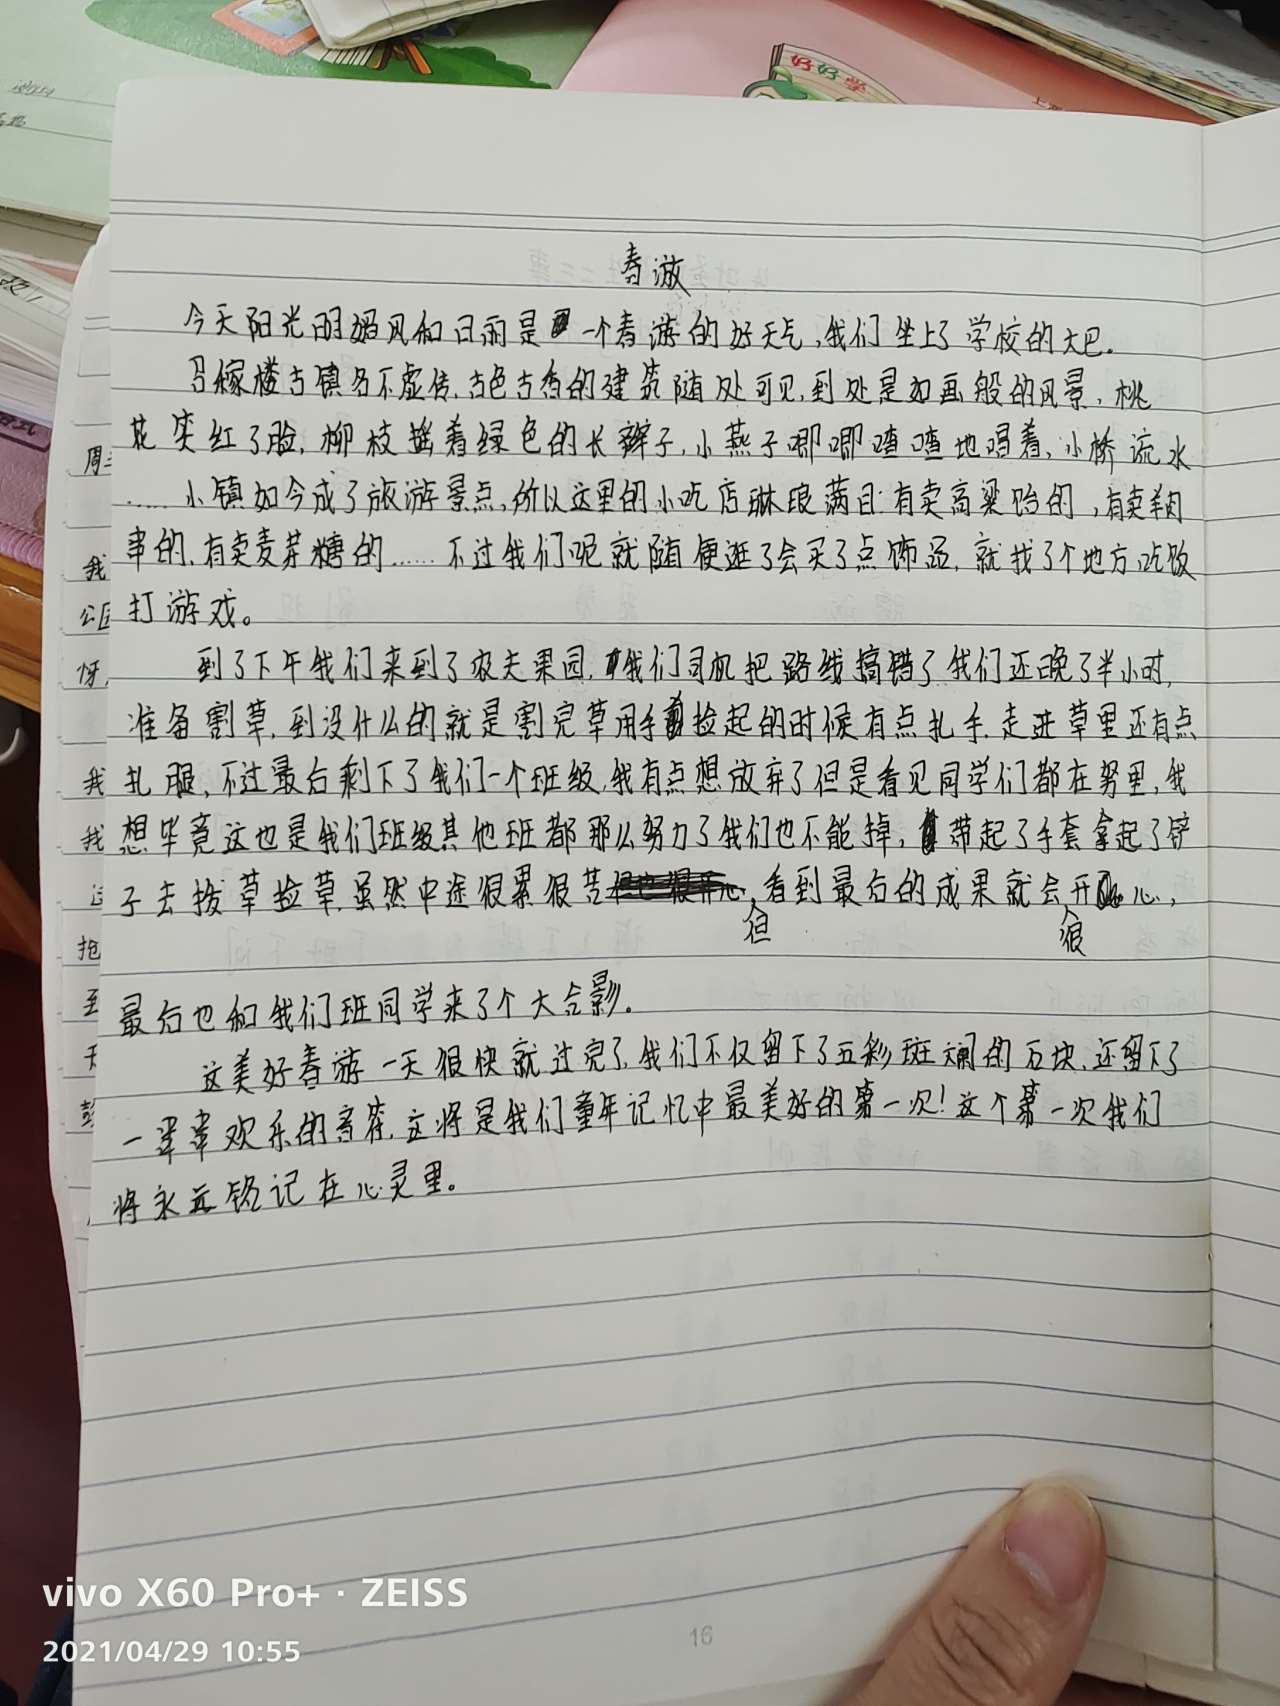 好好学
春游
今天阳光明媚风和日丽是一个春游的好天气,我们坐上了学校的大巴.
召稼楼古镇名不虚传,古色古香的建筑随处可见,到处是如画般的风景,桃
花笑红了脸,柳枝摇着绿色的长辫子,小燕子唧唧喳喳地唱着,小桥流水
……小镇如今成了旅游景点,所以这里的小吃店琳琅满目有卖高粱饴的,有卖羊肉
串的,有卖麦芽糖的……不过我们呢就随便逛了会买了点饰品,就找了个地方吃饭
打游戏。
到了下午我们来到了农夫果园,我们司机把路线搞错了我们还晚了半小时,
准备割草,到没什么的就是割完草用手捡起的时候有点扎手.走进草里还有点
扎腿,不过最后剩下了我们一个班级,我有点想放弃了但是看见同学们都在努里,我
想毕竟这也是我们班级其他班都那么努力了我们也不能掉,带起了手套拿起了铲
子去拨草捡草.虽然中途很累很苦,但看到最后的成果就会很开心,
最后也和我们班同学来了个大合影.
这美好春游一天很快就过完了,我们不仅留下了五彩斑斓的石块,还留下了
一串串欢乐的音符,这将是我们童年记忆中最美好的第一次!这个第一次我们
将永远铭记在心灵里。
周三
我
公园
呀,
我
我
抢
至
16
vivo X60 Pro+ · ZEISS
2021/04/29 10:55